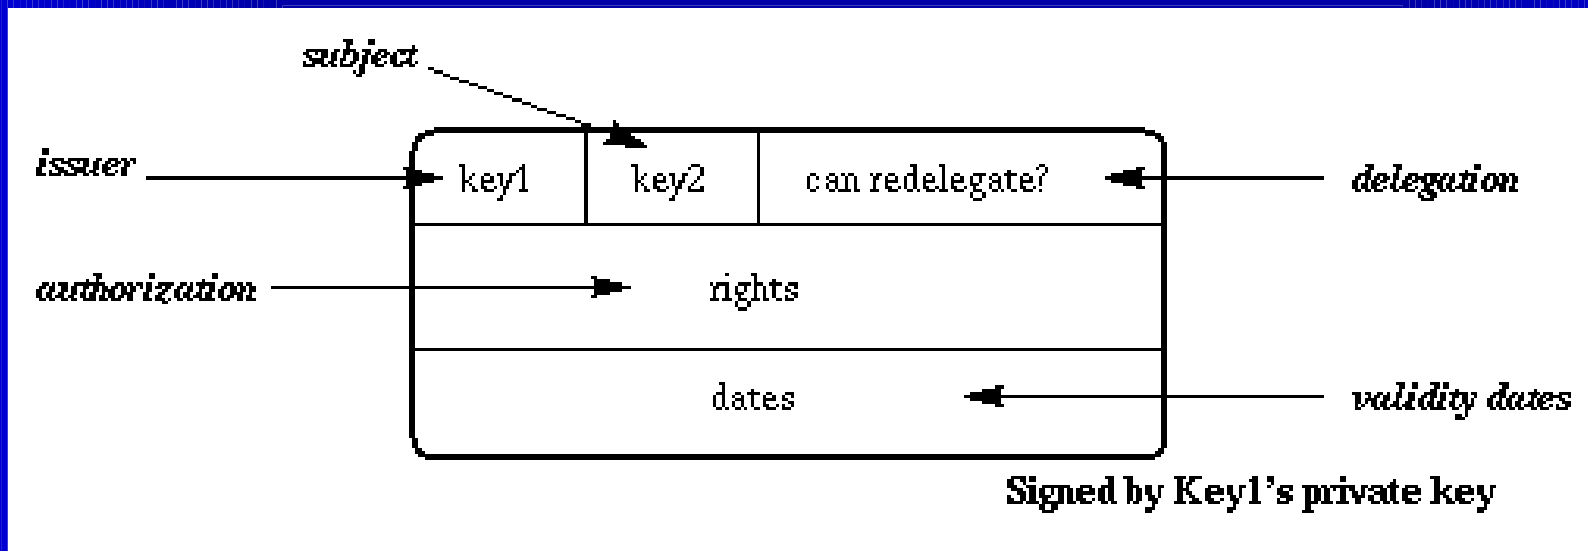 subject
issuer
key1
key2
can redelegate?
delegation
authorization
rights
dates
validity dates
Signed by Key1's private key